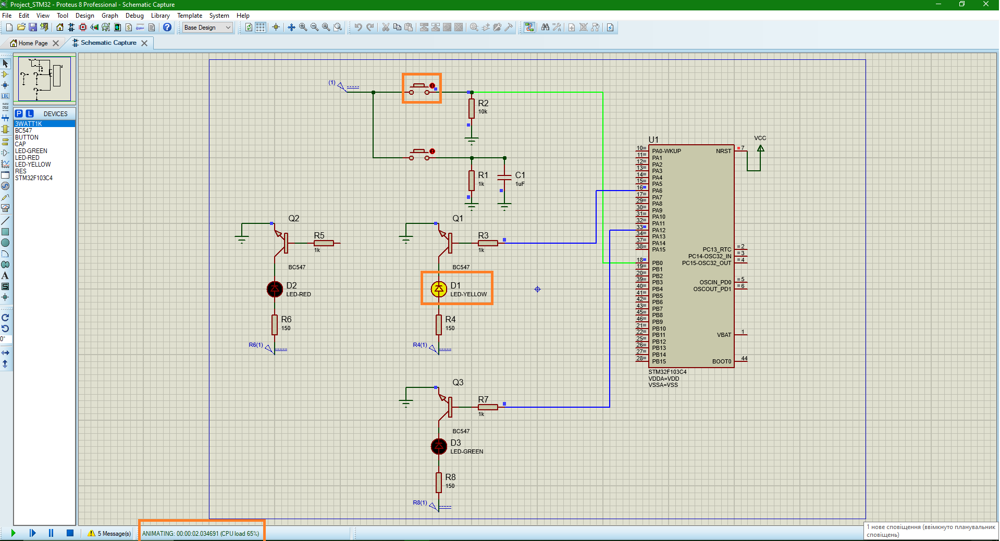 Project_STM32 - Proteus 8 Professional - Schematic Capture
File Edit View Tool Design Graph Debug Library Template System Help
Base Design
Home Page
Schematic Capture
P L DEVICES
3WATT1K
BC547
BUTTON
CAP
LED-GREEN
LED-RED
LED-YELLOW
RES
STM32F103C4
LBL
A
S
0°
(1)
R2
10k
R1
1k
C1
1uF
Q2
R5
1k
BC547
D2
LED-RED
R6
150
R6(1)
Q1
R3
1k
BC547
D1
LED-YELLOW
R4
150
R4(1)
Q3
R7
1k
BC547
D3
LED-GREEN
R8
150
R8(1)
U1
VCC
10 PA0-WKUP NRST 7
11 PA1
12 PA2
13 PA3
14 PA4
15 PA5
16 PA6
17 PA7
29 PA8
30 PA9
31 PA10
32 PA11
33 PA12
34 PA13
37 PA14
38 PA15 PC13_RTC 2
PC14-OSC32_IN 3
18 PB0 PC15-OSC32_OUT 4
19 PB1
20 PB2
39 PB3 OSCIN_PD0 5
40 PB4 OSCOUT_PD1 6
41 PB5
42 PB6
43 PB7
45 PB8
46 PB9
21 PB10
22 PB11 VBAT 1
25 PB12
26 PB13
27 PB14
28 PB15 BOOT0 44
STM32F103C4
VDDA=VDD
VSSA=VSS
5 Message(s)
ANIMATING: 00:00:02.034691 (CPU load 65%)
1 нове сповіщення (ввімкнуто планувальник
сповіщень)